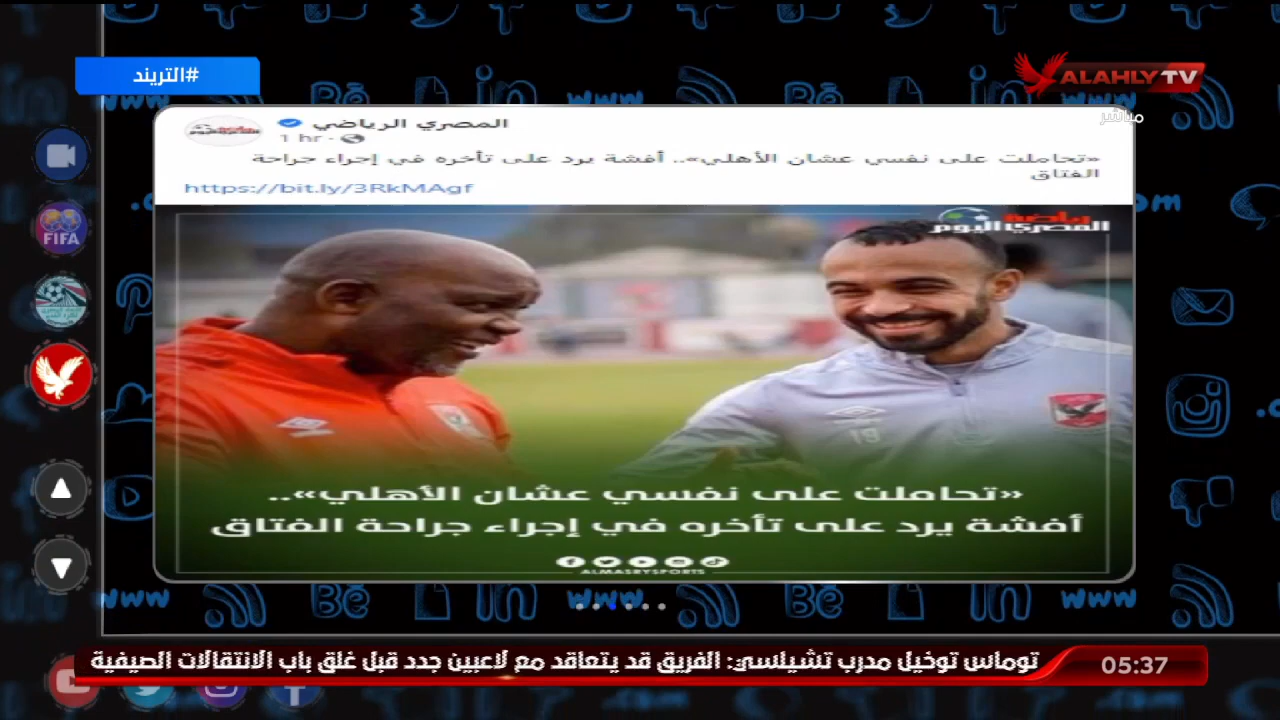 #التريند
ALAHLY TV
مباشر
المصري الرياضي
1 hr
«تحاملت على نفسي عشان الأهلي».. أفشة يرد على تأخره في إجراء جراحة
الفتاق
https://bit.ly/3RkMAgf
رياضة
المصري اليوم
FIFA
19
«تحاملت على نفسي عشان الأهلي»..
أفشة يرد على تأخره في إجراء جراحة الفتاق
ALMASRYSPORTS
توماس توخيل مدرب تشيلسي: الفريق قد يتعاقد مع لاعبين جدد قبل غلق باب الانتقالات الصيفية
05:37